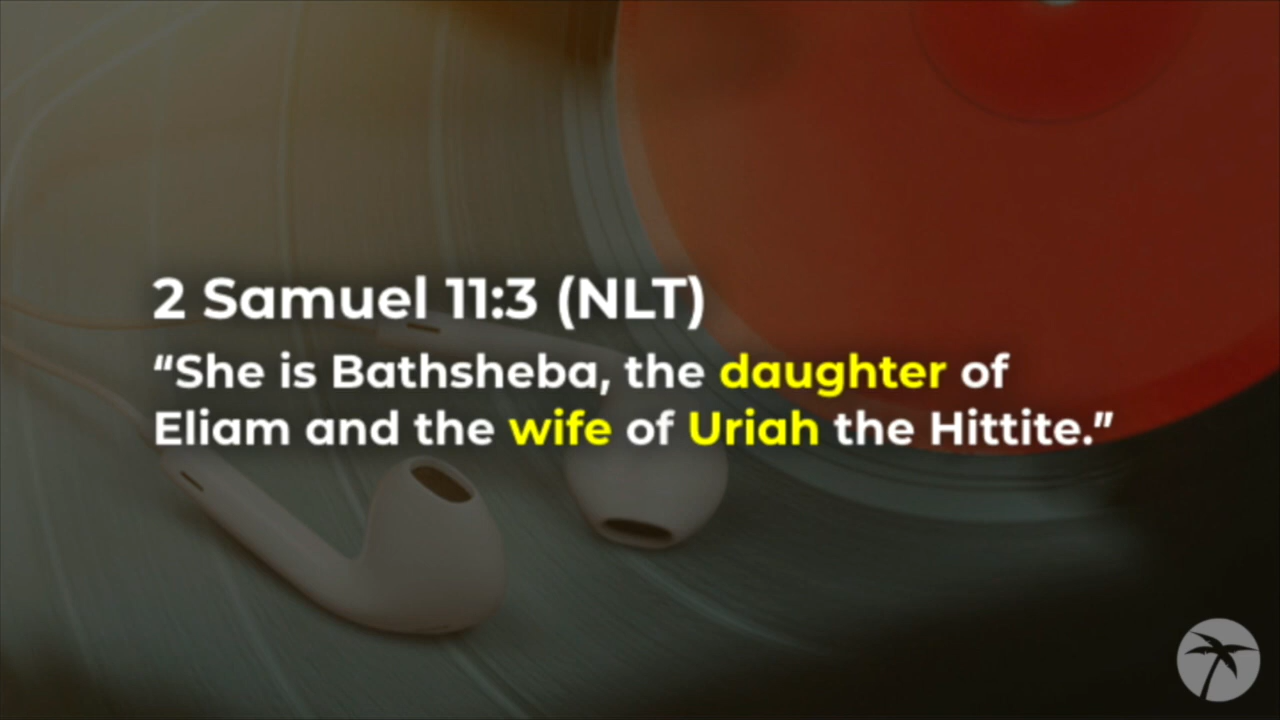 2 Samuel 11:3 (NLT)
“She is Bathsheba, the daughter of
Eliam and the wife of Uriah the Hittite.”